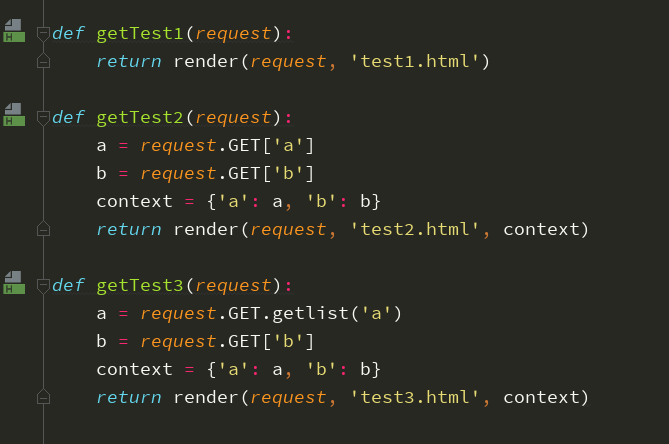 def getTest1(request):
    return render(request, 'test1.html')
def getTest2(request):
    a = request.GET['a']
    b = request.GET['b']
    context = {'a': a, 'b': b}
    return render(request, 'test2.html', context)
def getTest3(request):
    a = request.GET.getlist('a')
    b = request.GET['b']
    context = {'a': a, 'b': b}
    return render(request, 'test3.html', context)